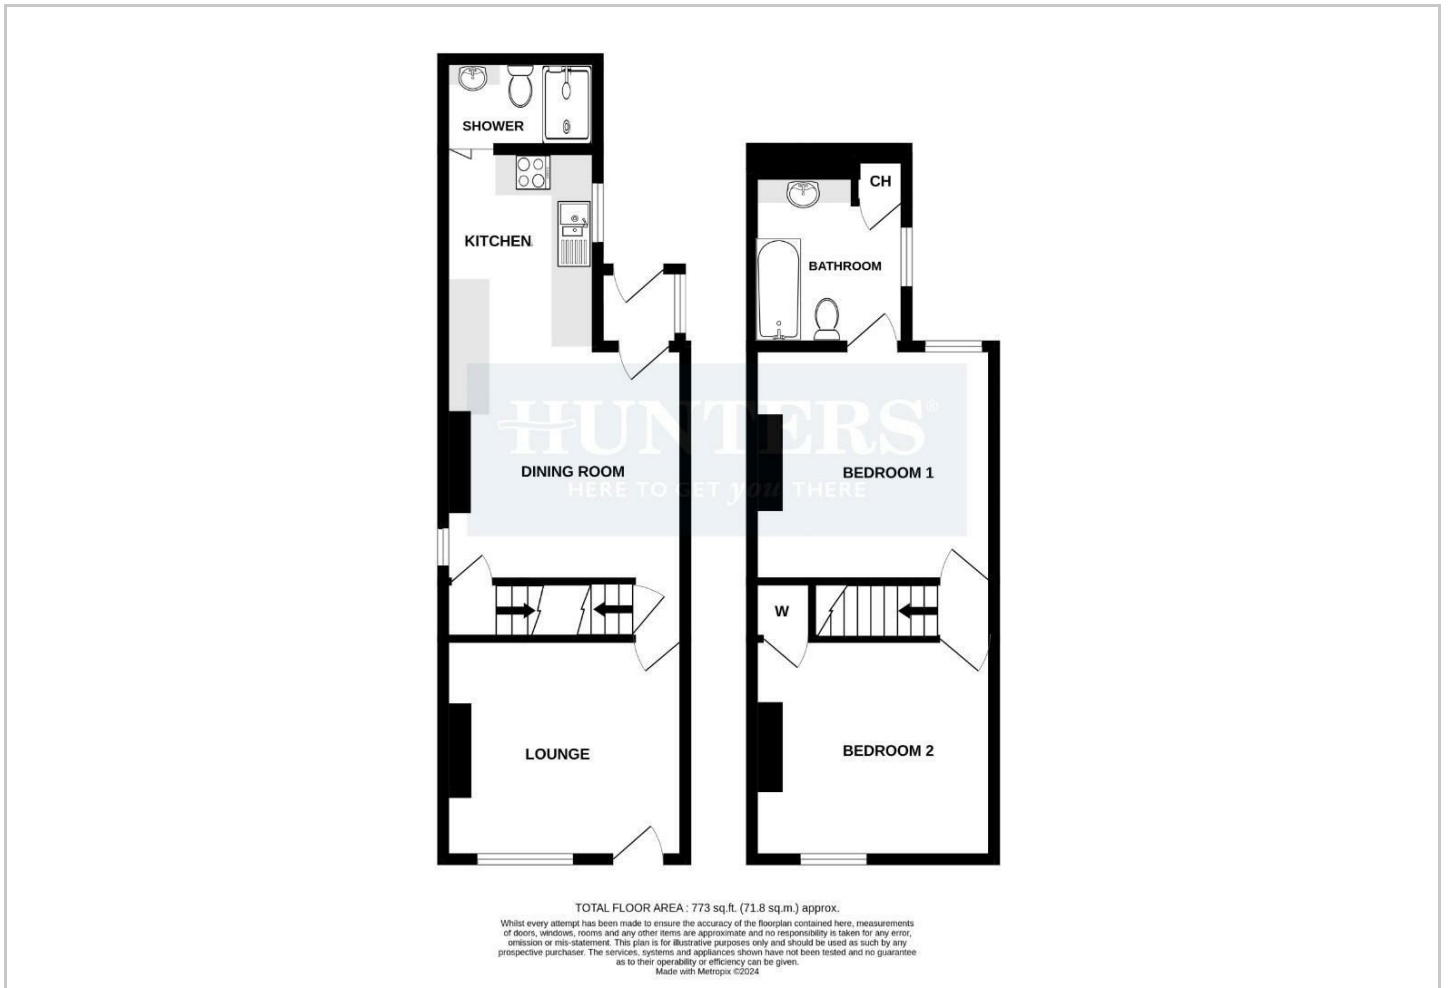 SHOWER
KITCHEN
DINING ROOM
LOUNGE
CH
BATHROOM
BEDROOM 1
W
BEDROOM 2
HUNTERS®
HERE TO GET you THERE
TOTAL FLOOR AREA : 773 sq.ft. (71.8 sq.m.) approx.
Whilst every attempt has been made to ensure the accuracy of the floorplan contained here, measurements
of doors, windows, rooms and any other items are approximate and no responsibility is taken for any error,
omission or mis-statement. This plan is for illustrative purposes only and should be used as such by any
prospective purchaser. The services, systems and appliances shown have not been tested and no guarantee
as to their operability or efficiency can be given.
Made with Metropix ©2024